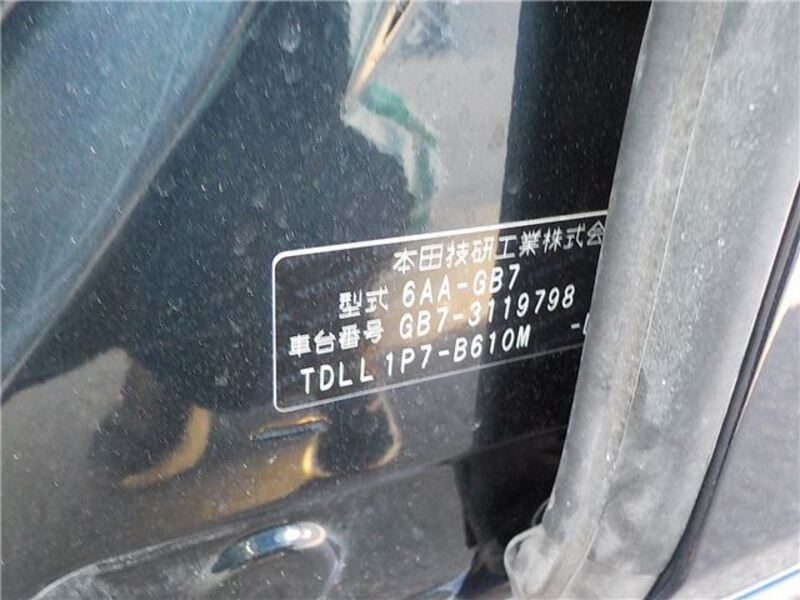 本田技研工業株式会
型式 6AA-GB7
車台番号 GB7-3119798
TDLL 1P7-B610M -